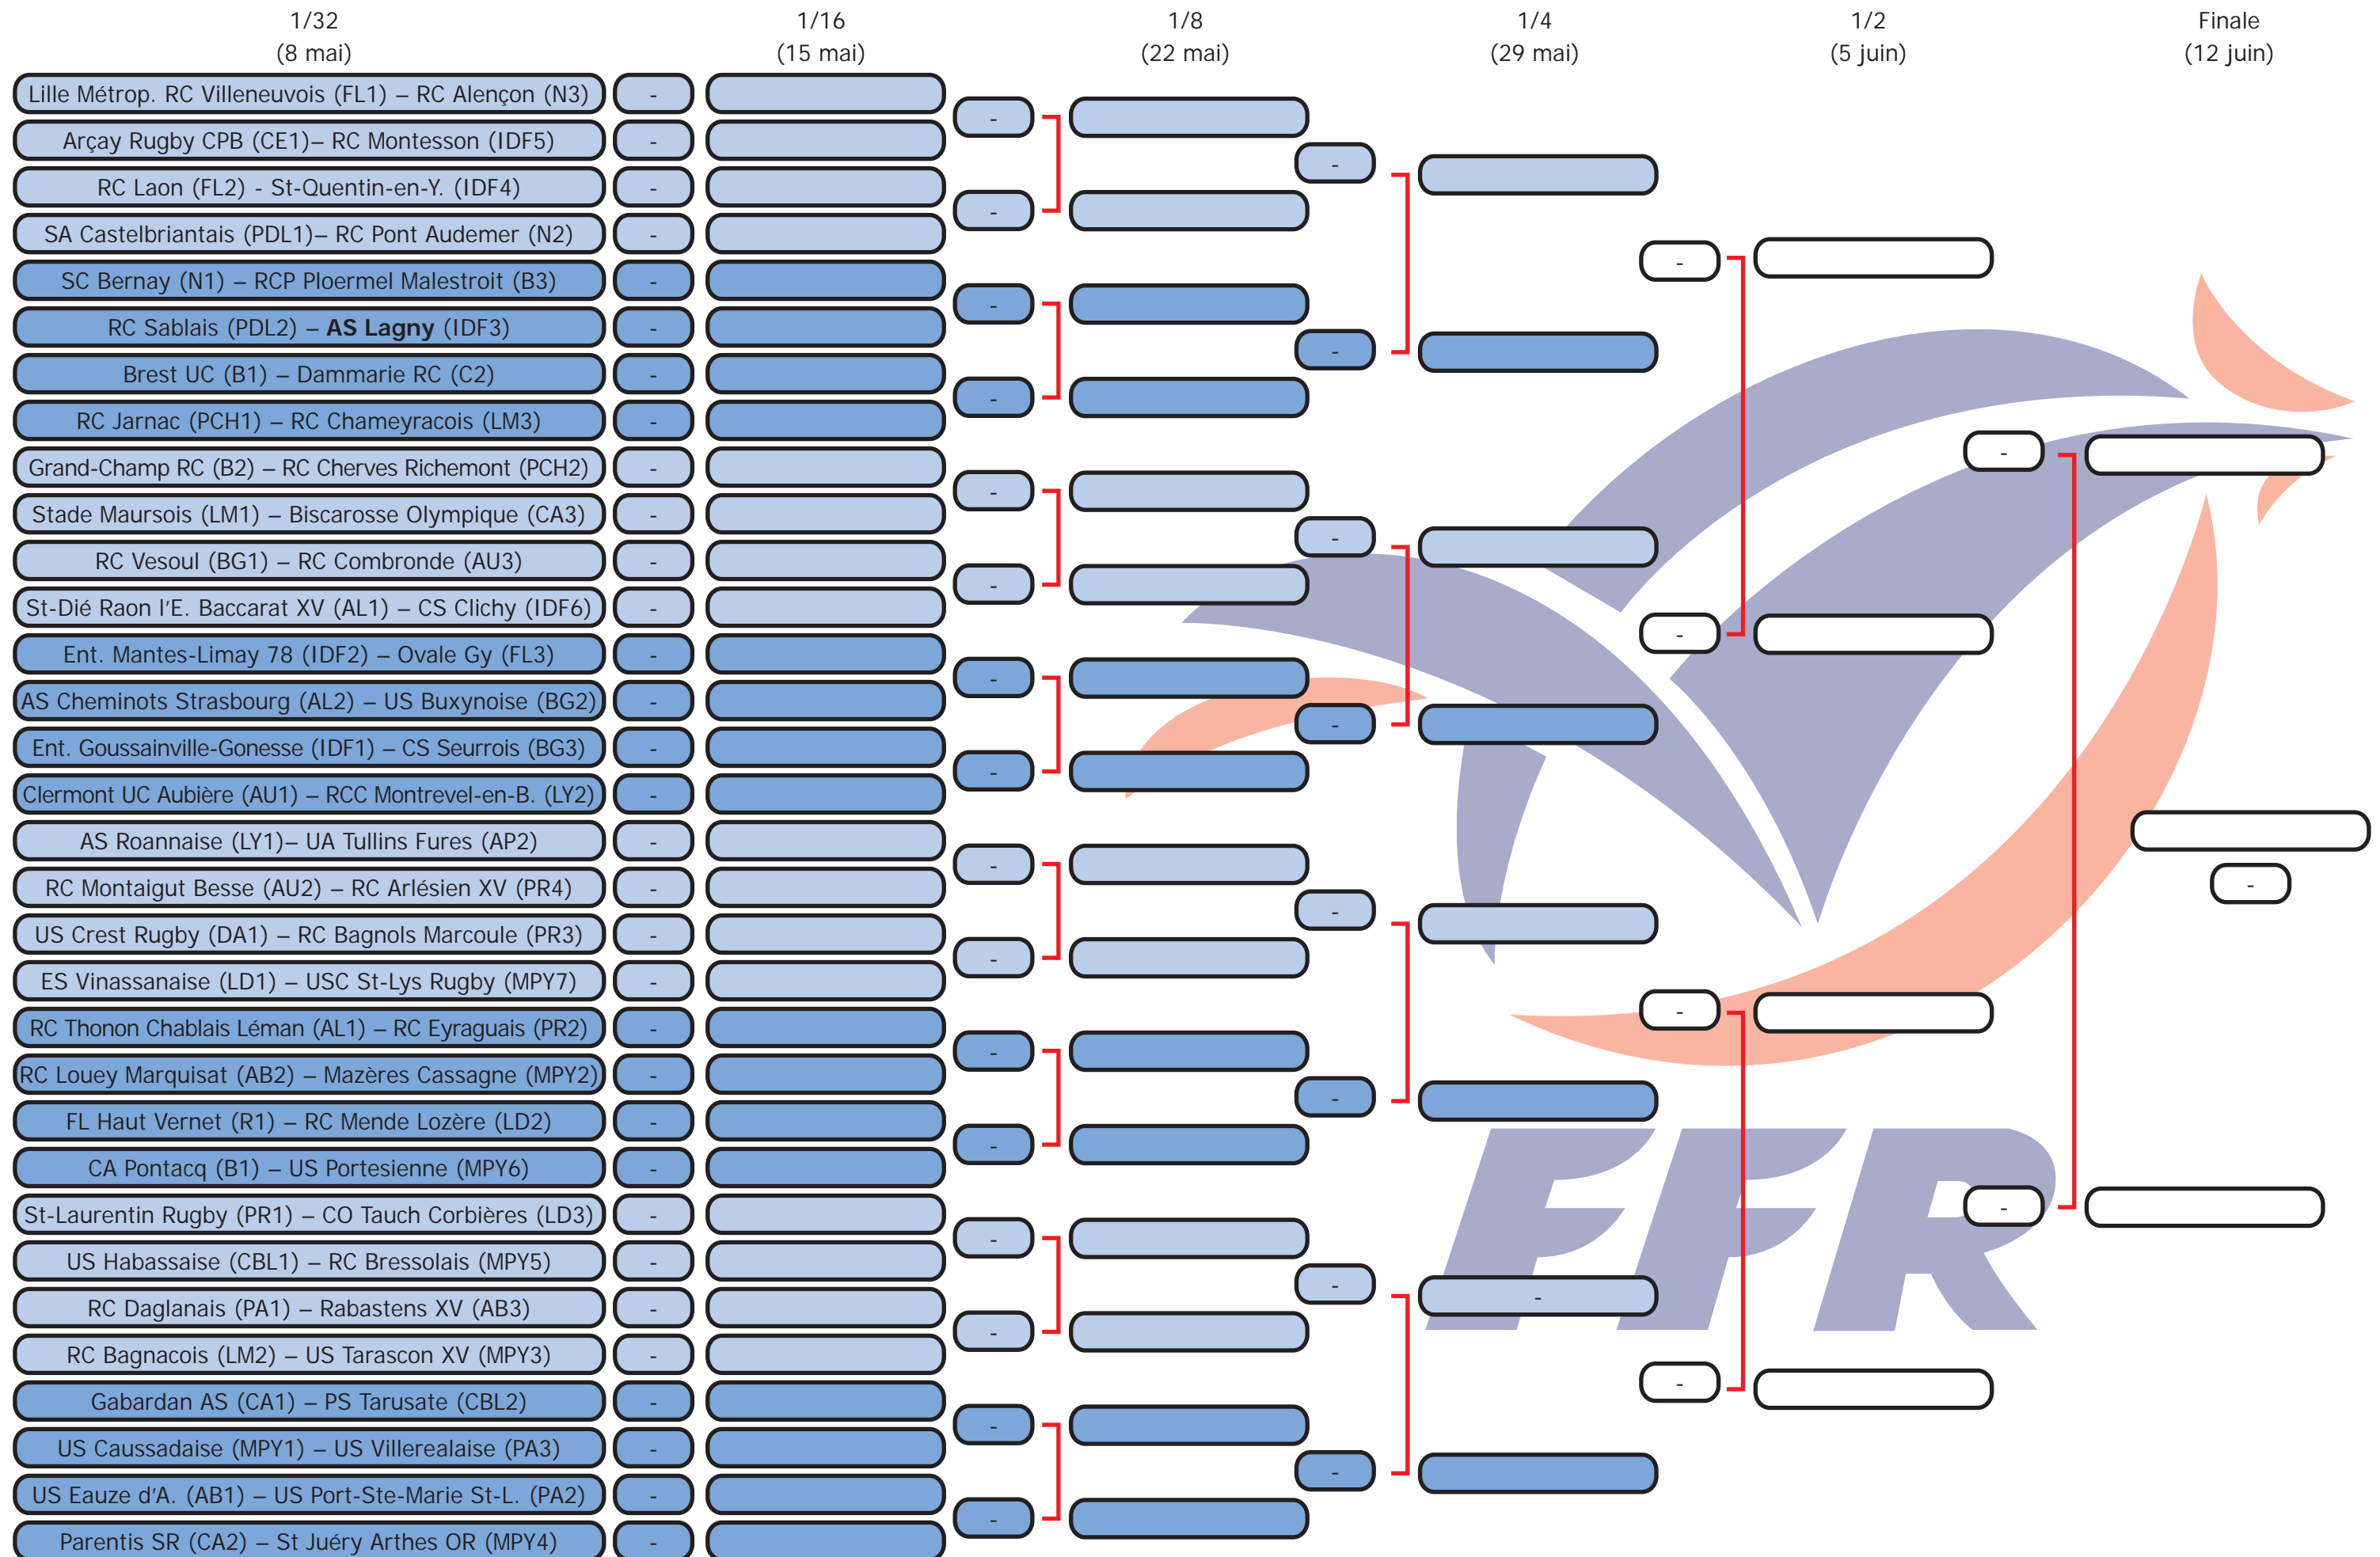 1/32 1/16 1/8 1/4 1/2 Finale
(8 mai) (15 mai) (22 mai) (29 mai) (5 juin) (12 juin)
Lille Métrop. RC Villeneuvois (FL1) – RC Alençon (N3) -
-
Arçay Rugby CPB (CE1)– RC Montesson (IDF5) -
-
RC Laon (FL2) - St-Quentin-en-Y. (IDF4) -
-
SA Castelbriantais (PDL1)– RC Pont Audemer (N2) -
-
SC Bernay (N1) – RCP Ploermel Malestroit (B3) -
-
RC Sablais (PDL2) – AS Lagny (IDF3) -
-
Brest UC (B1) – Dammarie RC (C2) -
-
RC Jarnac (PCH1) – RC Chameyracois (LM3) -
-
Grand-Champ RC (B2) – RC Cherves Richemont (PCH2) -
-
Stade Maursois (LM1) – Biscarosse Olympique (CA3) -
-
RC Vesoul (BG1) – RC Combronde (AU3) -
-
St-Dié Raon l'E. Baccarat XV (AL1) – CS Clichy (IDF6) -
-
Ent. Mantes-Limay 78 (IDF2) – Ovale Gy (FL3) -
-
AS Cheminots Strasbourg (AL2) – US Buxynoise (BG2) -
-
Ent. Goussainville-Gonesse (IDF1) – CS Seurrois (BG3) -
-
Clermont UC Aubière (AU1) – RCC Montrevel-en-B. (LY2) -
AS Roannaise (LY1)– UA Tullins Fures (AP2) -
-
RC Montaigut Besse (AU2) – RC Arlésien XV (PR4) -
-
-
US Crest Rugby (DA1) – RC Bagnols Marcoule (PR3) -
-
ES Vinassanaise (LD1) – USC St-Lys Rugby (MPY7) -
-
RC Thonon Chablais Léman (AL1) – RC Eyraguais (PR2) -
-
RC Louey Marquisat (AB2) – Mazères Cassagne (MPY2) -
-
FL Haut Vernet (R1) – RC Mende Lozère (LD2) -
-
CA Pontacq (B1) – US Portesienne (MPY6) -
-
St-Laurentin Rugby (PR1) – CO Tauch Corbières (LD3) -
-
US Habassaise (CBL1) – RC Bressolais (MPY5) -
-
-
RC Daglanais (PA1) – Rabastens XV (AB3) -
-
RC Bagnacois (LM2) – US Tarascon XV (MPY3) -
-
Gabardan AS (CA1) – PS Tarusate (CBL2) -
-
US Caussadaise (MPY1) – US Villerealaise (PA3) -
-
US Eauze d'A. (AB1) – US Port-Ste-Marie St-L. (PA2) -
-
Parentis SR (CA2) – St Juéry Arthes OR (MPY4) -
FFR